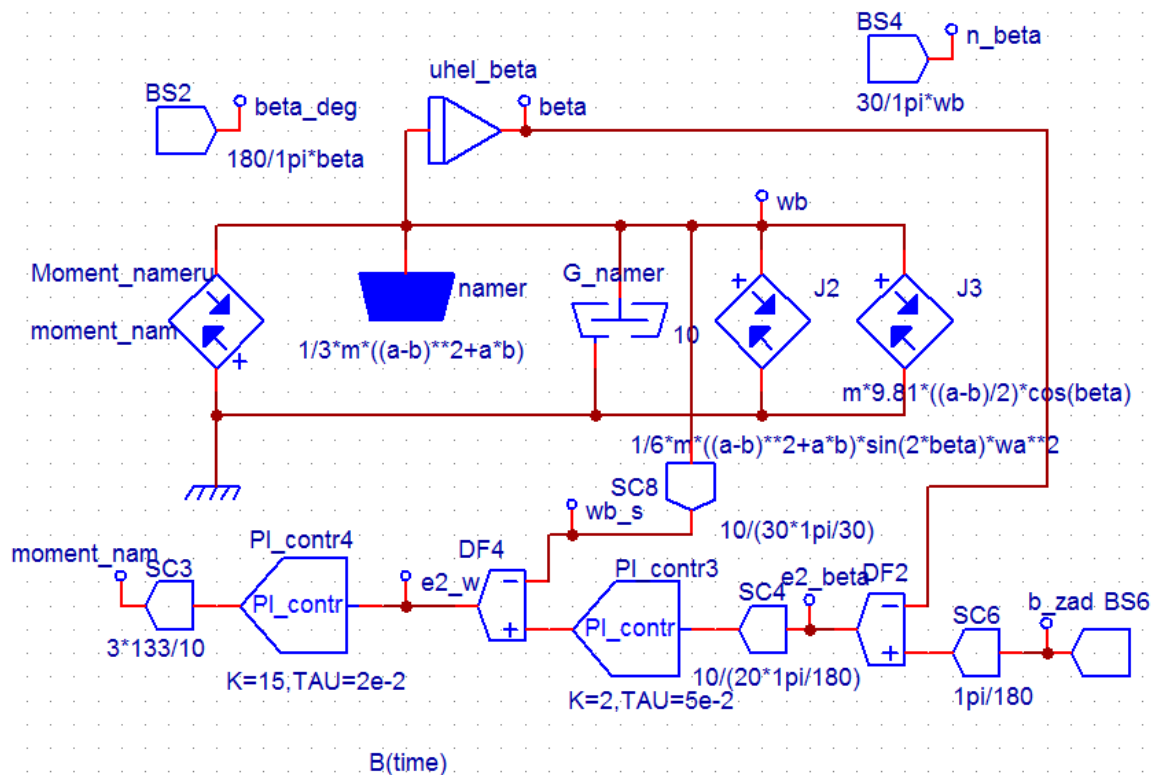 BS4
n_beta
30/1pi*wb
uhel_beta
beta
BS2
beta_deg
180/1pi*beta
wb
Moment_nameru
moment_nam
namer
1/3*m*((a-b)**2+a*b)
G_namer
10
J2
J3
m*9.81*((a-b)/2)*cos(beta)
1/6*m*((a-b)**2+a*b)*sin(2*beta)*wa**2
SC8
10/(30*1pi/30)
wb_s
moment_nam
SC3
3*133/10
PI_contr4
PI_contr
K=15,TAU=2e-2
e2_w
DF4
PI_contr3
PI_contr
K=2,TAU=5e-2
SC4
10/(20*1pi/180)
e2_beta
DF2
SC6
1pi/180
b_zad BS6
B(time)